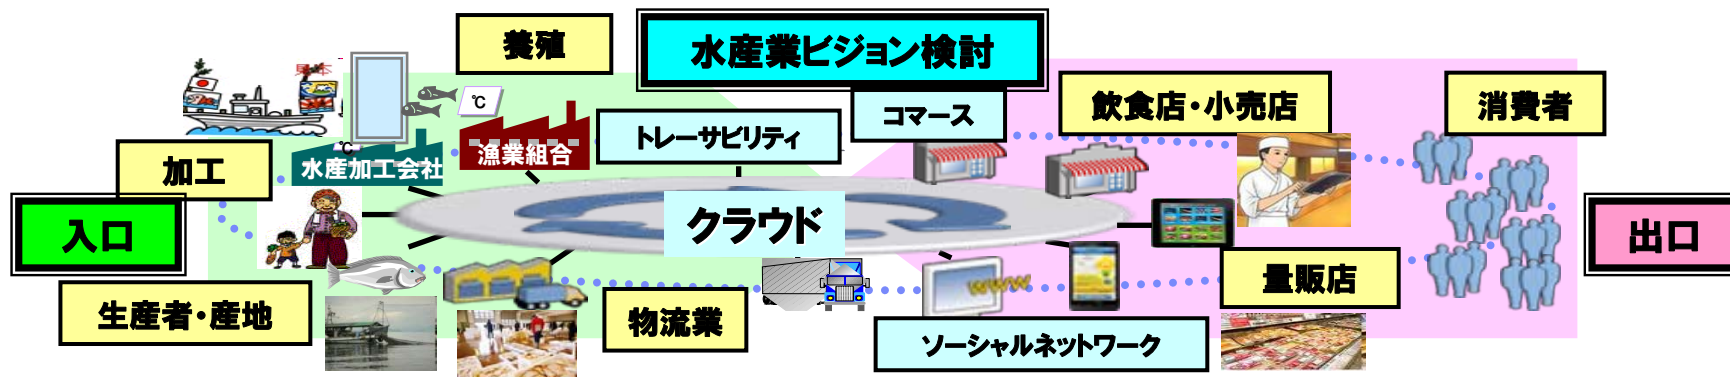 水産業ビジョン検討
養殖
コマース
飲食店・小売店
消費者
℃
トレーサビリティ
℃
水産加工会社
漁業組合
加工
入口
クラウド
出口
生産者・産地
物流業
www
量販店
ソーシャルネットワーク